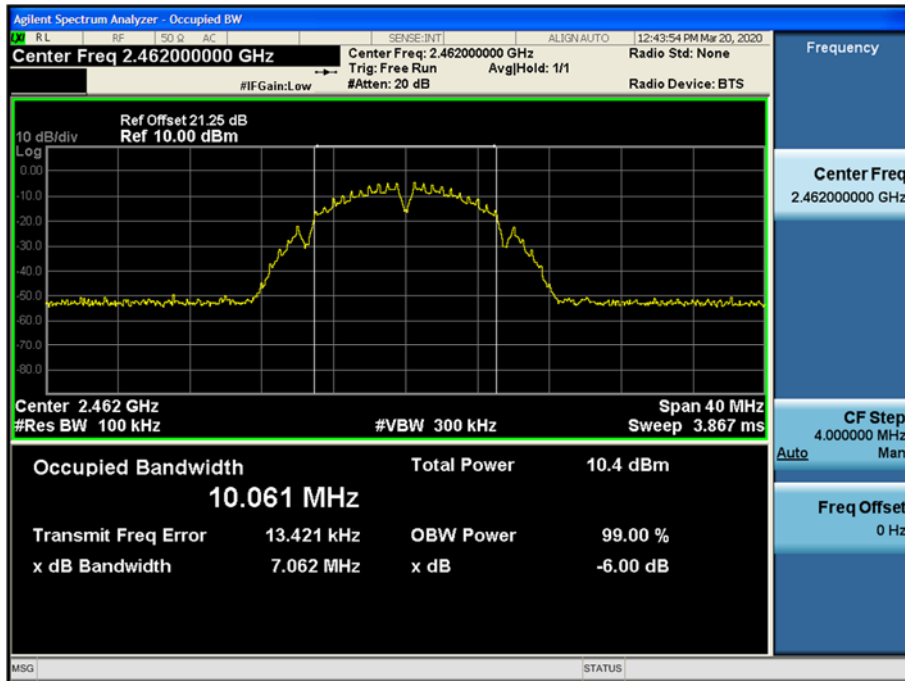 Agilent Spectrum Analyzer - Occupied BW
LXI RL RF 50 Ω AC SENSE:INT ALIGN AUTO 12:43:54 PM Mar 20, 2020
Center Freq 2.462000000 GHz Center Freq: 2.462000000 GHz Radio Std: None
Trig: Free Run Avg|Hold: 1/1
#IFGain:Low #Atten: 20 dB Radio Device: BTS
Ref Offset 21.25 dB
10 dB/div Ref 10.00 dBm
Log
0.00
-10.0
-20.0
-30.0
-40.0
-50.0
-60.0
-70.0
-80.0
Center 2.462 GHz Span 40 MHz
#Res BW 100 kHz #VBW 300 kHz Sweep 3.867 ms
Occupied Bandwidth Total Power 10.4 dBm
10.061 MHz
Transmit Freq Error 13.421 kHz OBW Power 99.00 %
x dB Bandwidth 7.062 MHz x dB -6.00 dB
MSG STATUS
Frequency
Center Freq
2.462000000 GHz
CF Step
4.000000 MHz
Auto Man
Freq Offset
0 Hz